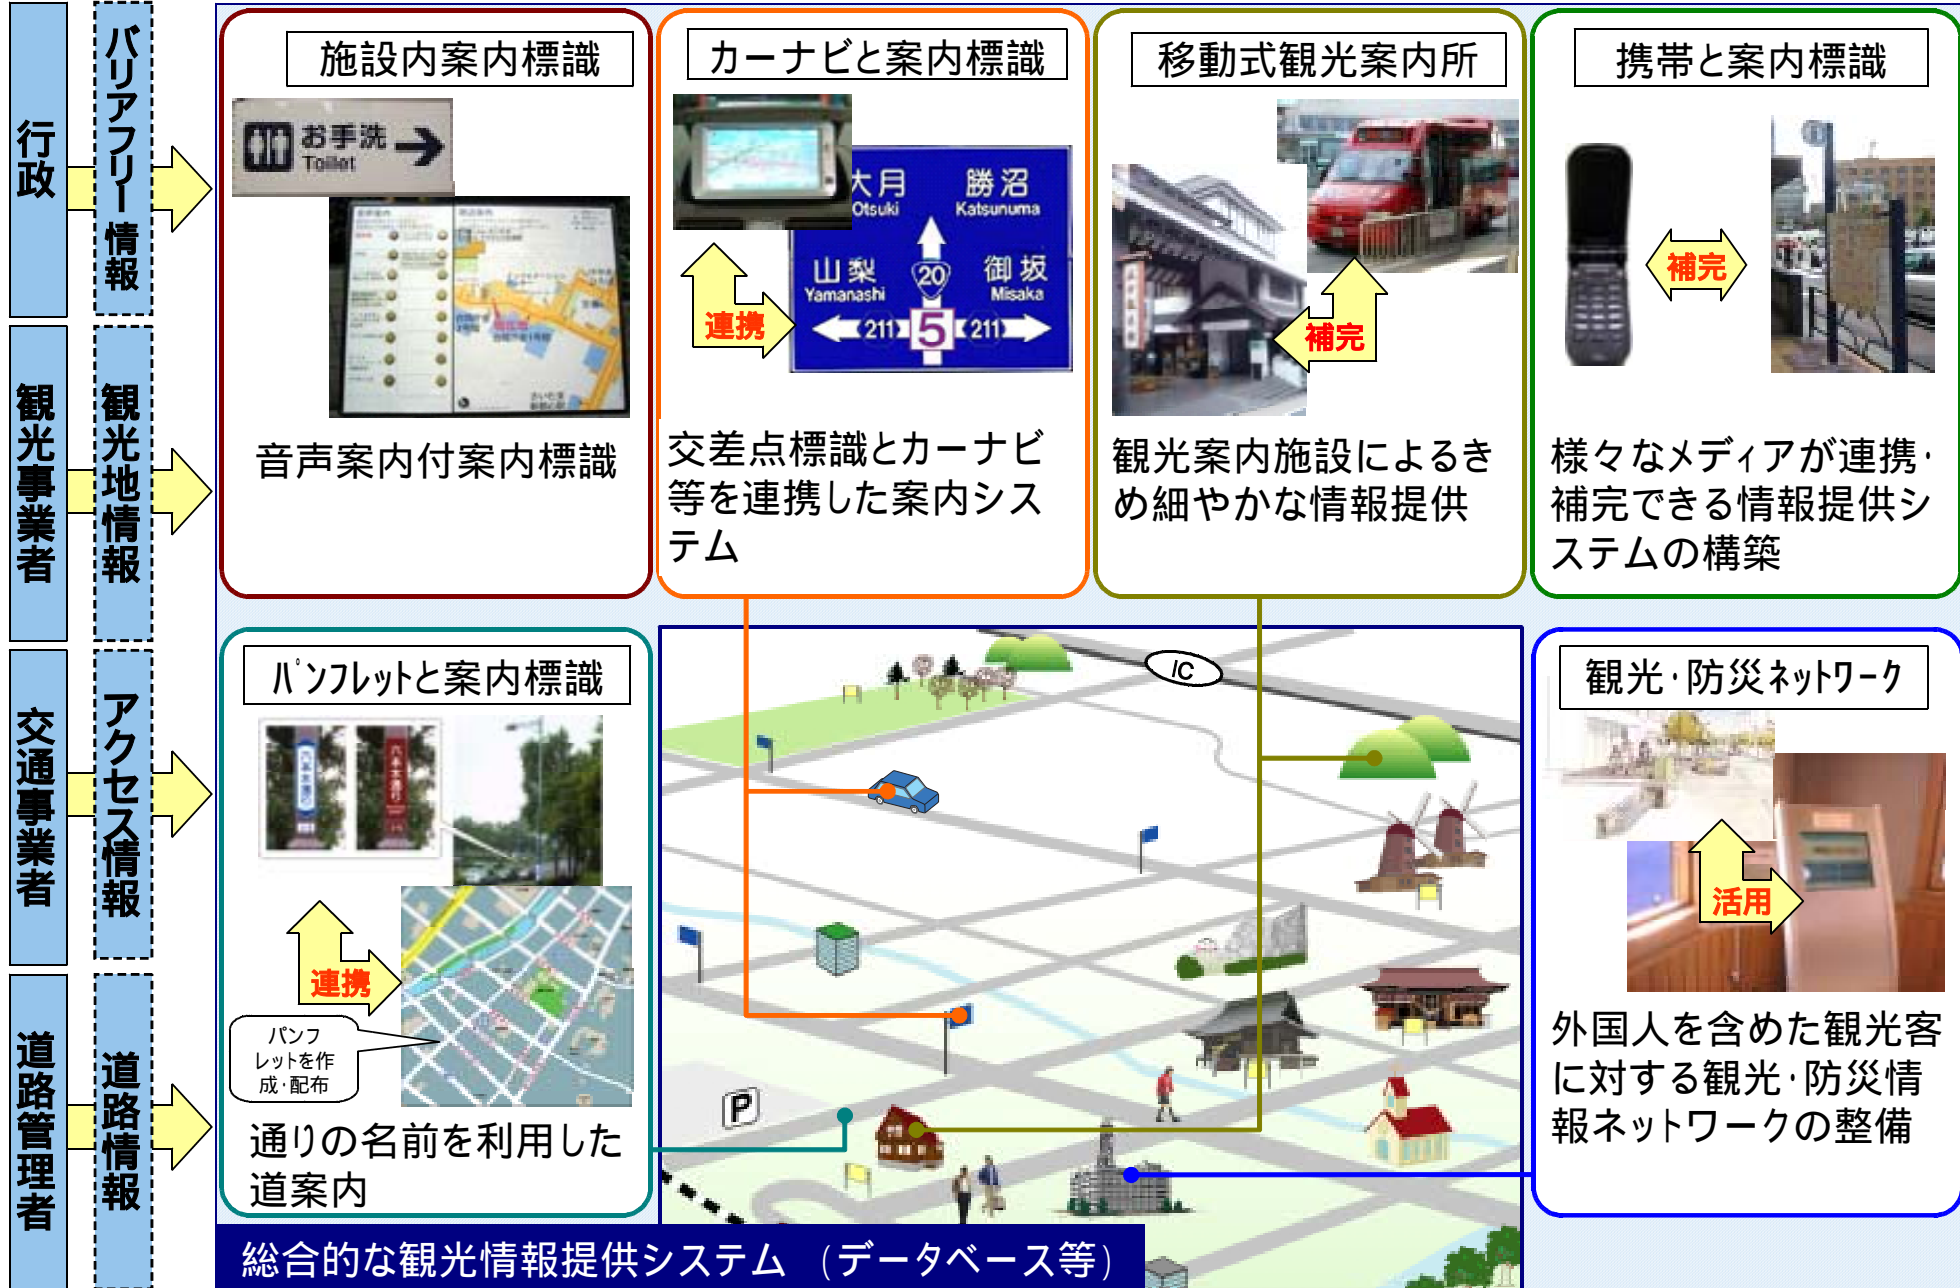 行政
バリアフリー情報
観光事業者
観光地情報
交通事業者
アクセス情報
道路管理者
道路情報
施設内案内標識
お手洗
Toilet
音声案内付案内標識
カーナビと案内標識
大月
Otsuki
勝沼
Katsunuma
山梨
Yamanashi
20
御坂
Misaka
211
5
211
連携
交差点標識とカーナビ
等を連携した案内シス
テム
移動式観光案内所
補完
観光案内施設によるき
め細やかな情報提供
携帯と案内標識
補完
様々なメディアが連携・
補完できる情報提供シ
ステムの構築
パンフレットと案内標識
六本木通り
六本木通り
連携
パンフ
レットを作
成・配布
通りの名前を利用した
道案内
IC
P
観光・防災ネットワーク
活用
外国人を含めた観光客
に対する観光・防災情
報ネットワークの整備
総合的な観光情報提供システム (データベース等)